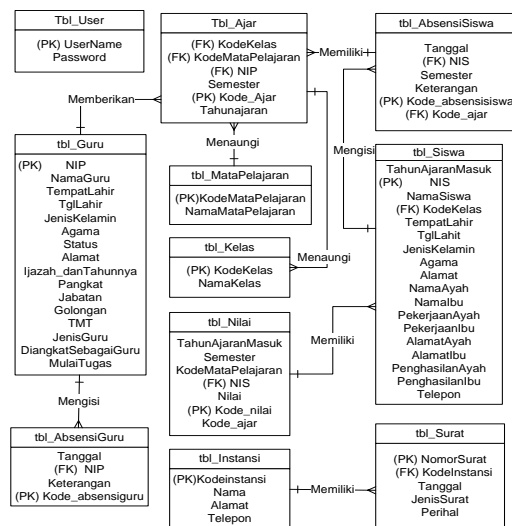 Tbl_User
(PK) UserName
Password
Tbl_Ajar
(FK) KodeKelas
(FK) KodeMataPelajaran
(FK) NIP
Semester
(PK) Kode_Ajar
Tahunajaran
Memiliki
tbl_AbsensiSiswa
Tanggal
(FK) NIS
Semester
Keterangan
(PK) Kode_absensisiswa
(FK) Kode_ajar
Memberikan
Menaungi
Mengisi
tbl_Guru
(PK) NIP
NamaGuru
TempatLahir
TglLahir
JenisKelamin
Agama
Status
Alamat
Ijazah_danTahunnya
Pangkat
Jabatan
Golongan
TMT
JenisGuru
DiangkatSebagaiGuru
MulaiTugas
tbl_MataPelajaran
(PK)KodeMataPelajaran
NamaMataPelajaran
tbl_Siswa
TahunAjaranMasuk
(PK) NIS
NamaSiswa
(FK) KodeKelas
TempatLahir
TglLahit
JenisKelamin
Agama
Alamat
NamaAyah
NamaIbu
PekerjaanAyah
PekerjaanIbu
AlamatAyah
AlamatIbu
PenghasilanAyah
PenghasilanIbu
Telepon
tbl_Kelas
(PK) KodeKelas
NamaKelas
Menaungi
tbl_Nilai
TahunAjaranMasuk
Semester
KodeMataPelajaran
(FK) NIS
Nilai
(PK) Kode_nilai
Kode_ajar
Memiliki
Mengisi
tbl_AbsensiGuru
Tanggal
(FK) NIP
Keterangan
(PK) Kode_absensiguru
tbl_Instansi
(PK)Kodeinstansi
Nama
Alamat
Telepon
Memiliki
tbl_Surat
(PK) NomorSurat
(FK) KodeInstansi
Tanggal
JenisSurat
Perihal